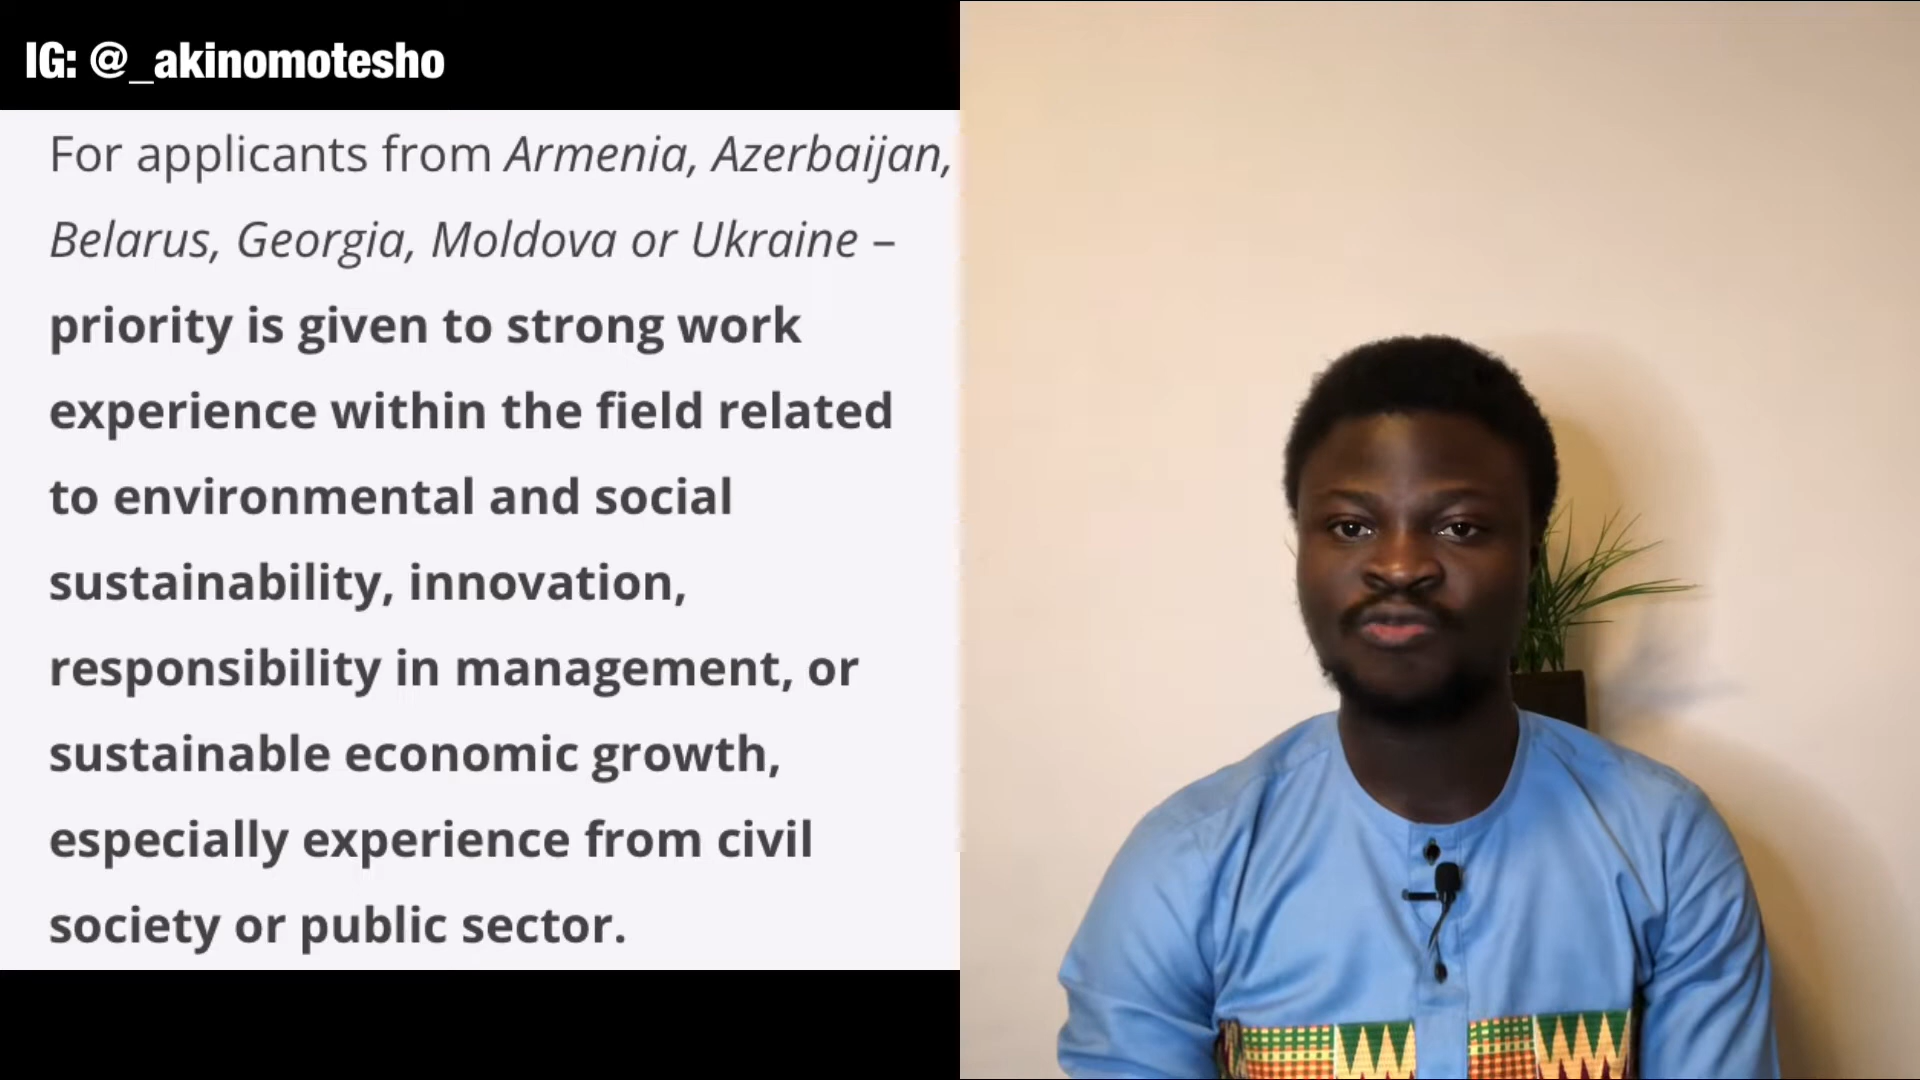 IG: @_akinomotesho
For applicants from Armenia, Azerbaijan,
Belarus, Georgia, Moldova or Ukraine –
priority is given to strong work
experience within the field related
to environmental and social
sustainability, innovation,
responsibility in management, or
sustainable economic growth,
especially experience from civil
society or public sector.